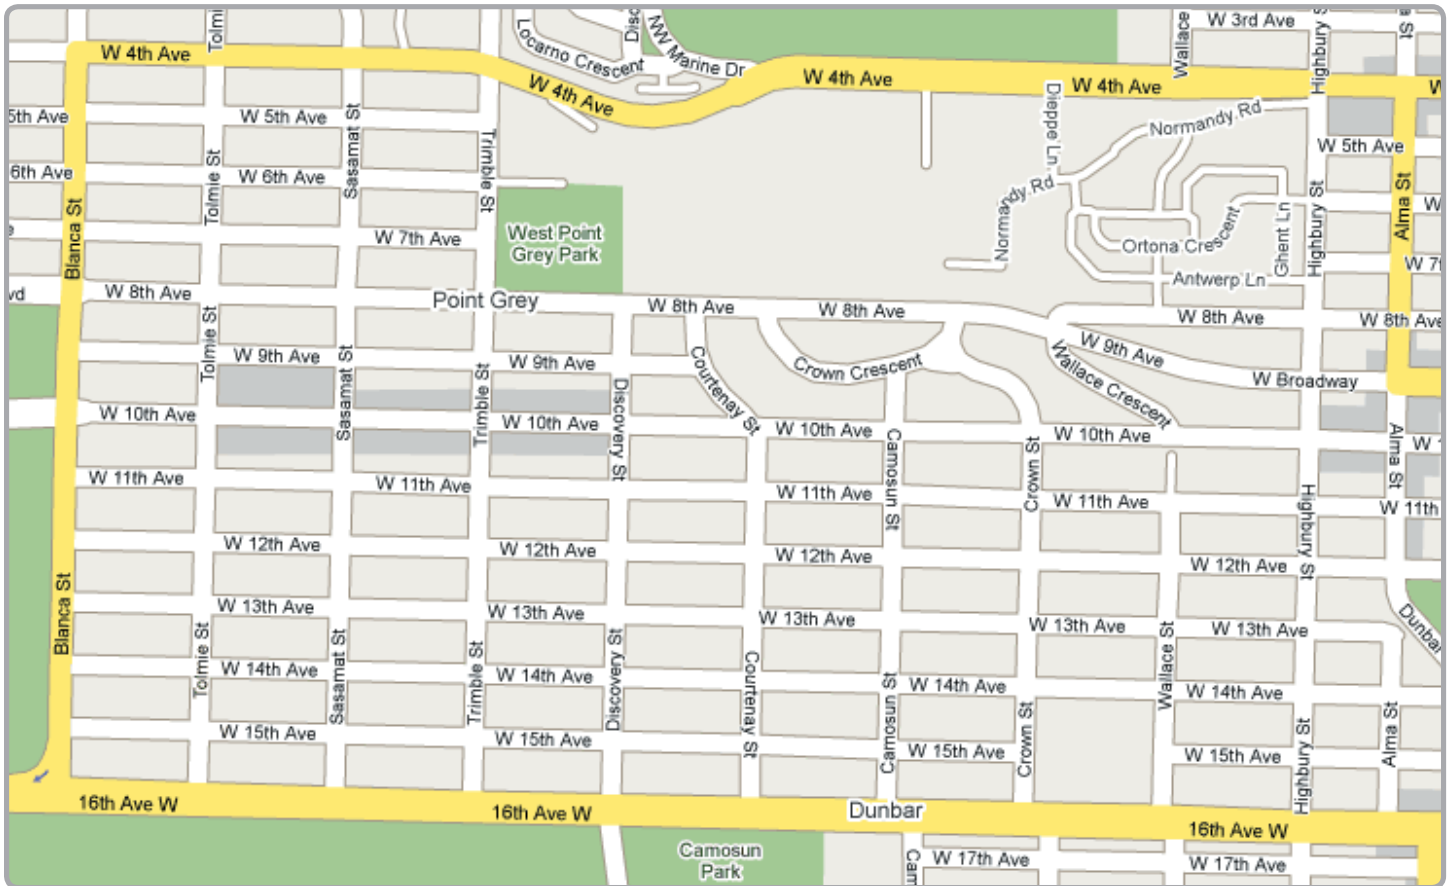 W 3rd Ave
Wallace
Highbury S
a St
Tolmi
Locarno Crescent
Disc
NW Marine Dr
W 4th Ave
W 4th Ave
W 4th Ave
W 4th Ave
W
5th Ave
W 5th Ave
Sasamat St
Trimble St
Dieppe Ln
Normandy Rd
W 5th Ave
6th Ave
Tolmie St
W 6th Ave
Normandy Rd
Highbury St
Alma St
W
Blanca St
W 7th Ave
West Point
Grey Park
Ortona Crescent
Ghent Ln
Antwerp Ln
W 7t
vd
W 8th Ave
Point Grey
W 8th Ave
W 8th Ave
W 8th Ave
W 8th Ave
Tolmie St
W 9th Ave
Sasamat St
Trimble St
W 9th Ave
Discovery St
Courtenay St
Crown Crescent
Wallace Crescent
W 9th Ave
W Broadway
W 10th Ave
W 10th Ave
W 10th Ave
Camosun St
Crown St
W 10th Ave
Alma St
W 1
W 11th Ave
W 11th Ave
W 11th Ave
W 11th Ave
Highbury St
W 11th
W 12th Ave
W 12th Ave
W 12th Ave
W 12th Ave
Blanca St
W 13th Ave
W 13th Ave
W 13th Ave
W 13th Ave
W 13th Ave
Dunbar
Tolmie St
Sasamat St
Trimble St
Discovery St
Courtenay St
Camosun St
Crown St
Wallace St
Highbury St
Alma St
W 14th Ave
W 14th Ave
W 14th Ave
W 14th Ave
W 15th Ave
W 15th Ave
W 15th Ave
W 15th Ave
16th Ave W
16th Ave W
Dunbar
16th Ave W
Camosun
Park
Cam
W 17th Ave
W 17th Ave